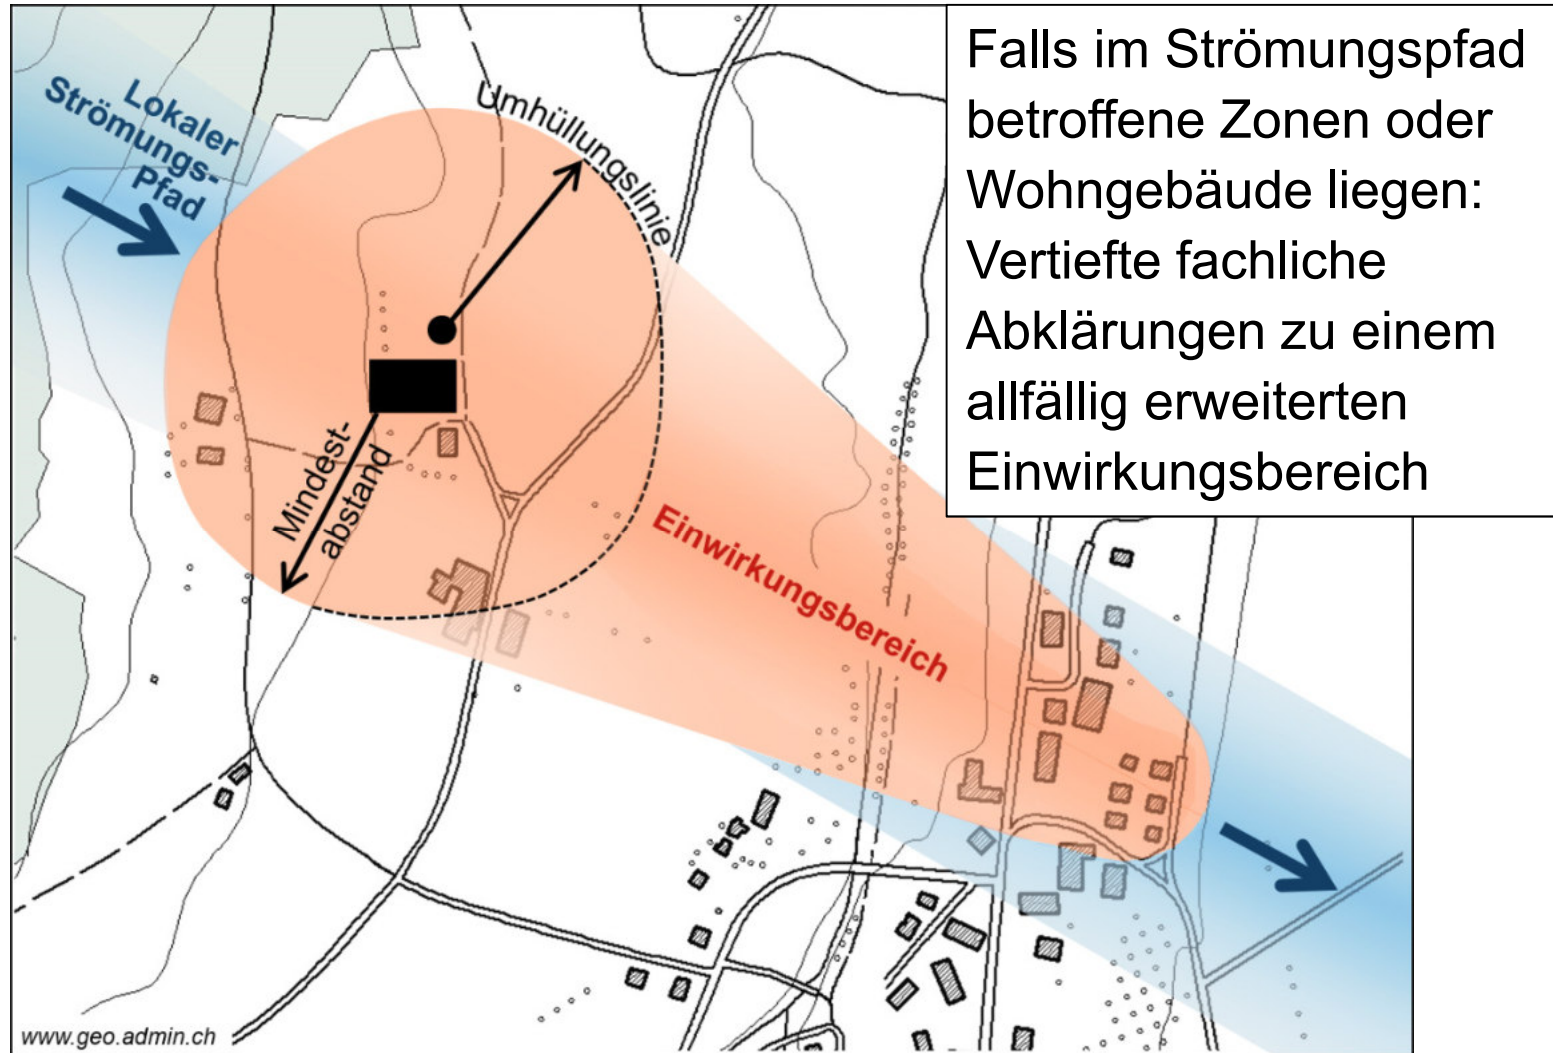 Falls im Strömungspfad
betroffene Zonen oder
Wohngebäude liegen:
Vertiefte fachliche
Abklärungen zu einem
allfällig erweiterten
Einwirkungsbereich
Lokaler
Strömungs-
Pfad
Umhüllungslinie
Mindest-
abstand
Einwirkungsbereich
www.geo.admin.ch